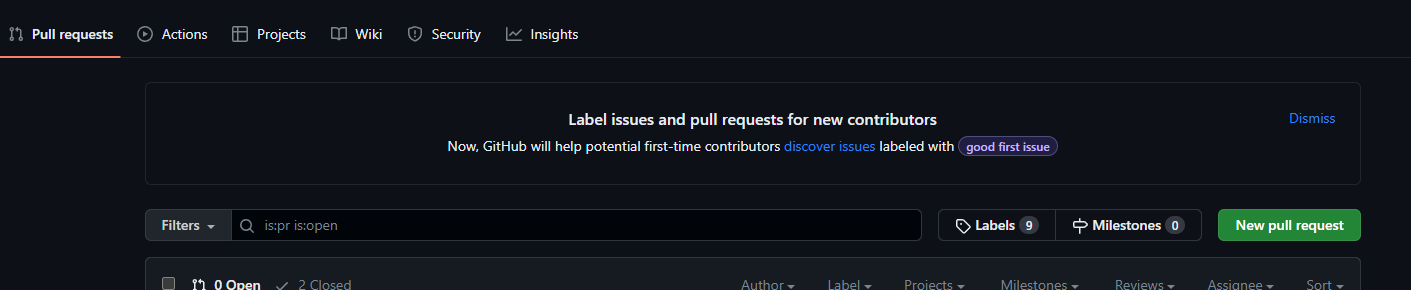 Pull requests Actions Projects Wiki Security Insights
Label issues and pull requests for new contributors
Dismiss
Now, GitHub will help potential first-time contributors discover issues labeled with good first issue
Filters is:pr is:open Labels 9 Milestones 0 New pull request
0 Open 2 Closed Author Label Projects Milestones Reviews Assignee Sort